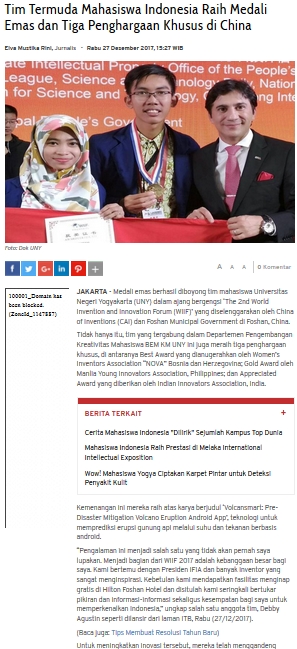 Tim Termuda Mahasiswa Indonesia Raih Medali
Emas dan Tiga Penghargaan Khusus di China
Elva Mustika Rini, Jurnalis · Rabu 27 Desember 2017, 15:27 WIB
Intellectual Property Office of the People's
League, Science and Technology
for Science and
People's Government of
Foto: Dok UNY
A A A 0 Komentar
100001_Domain has
been blocked.
(ZoneId_1147887)
JAKARTA - Medali emas berhasil diboyong tim mahasiswa Universitas
Negeri Yogyakarta (UNY) dalam ajang bergengsi 'The 2nd World
Invention and Innovation Forum (WIIF)' yang diselenggarakan oleh China
of Inventions (CAI) dan Foshan Municipal Government di Foshan, China.
Tidak hanya itu, tim yang tergabung dalam Departemen Pengembangan
Kreativitas Mahasiswa BEM KM UNY ini juga meraih tiga penghargaan
khusus, di antaranya Best Award yang dianugerahkan oleh Women's
Inventors Association "NOVA" Bosnia dan Herzegovina; Gold Award oleh
Manila Young Innovators Association, Philippines; dan Appreciated
Award yang diberikan oleh Indian Innovators Association, India.
BERITA TERKAIT +
Cerita Mahasiswa Indonesia "Dilirik" Sejumlah Kampus Top Dunia
Mahasiswa Indonesia Raih Prestasi di Melaka International
Intellectual Exposition
Wow! Mahasiswa Yogya Ciptakan Karpet Pintar untuk Deteksi
Penyakit Kulit
Kemenangan ini mereka raih atas karya berjudul 'Volcansmart: Pre-
Disaster Mitigation Volcano Eruption Android App', teknologi untuk
memprediksi erupsi gunung api melalui suhu dan tekanan berbasis
android.
"Pengalaman ini menjadi salah satu yang tidak akan pernah saya
lupakan. Menjadi bagian dari WIIF 2017 adalah kebanggaan besar bagi
saya. Kami bertemu dengan Presiden IFIA dan banyak inventor yang
sangat menginspirasi. Kebetulan kami mendapatkan fasilitas menginap
gratis di Hilton Foshan Hotel dan disitulah kami seringkali bertukar
pikiran dan informasi-informasi sekaligus kesempatan bagi saya untuk
memperkenalkan Indonesia," ungkap salah satu anggota tim, Debby
Agustin seperti dilansir dari laman ITB, Rabu (27/12/2017).
(Baca juga: Tips Membuat Resolusi Tahun Baru)
Untuk meningkatkan inovasi tersebut, mereka telah menggandeng